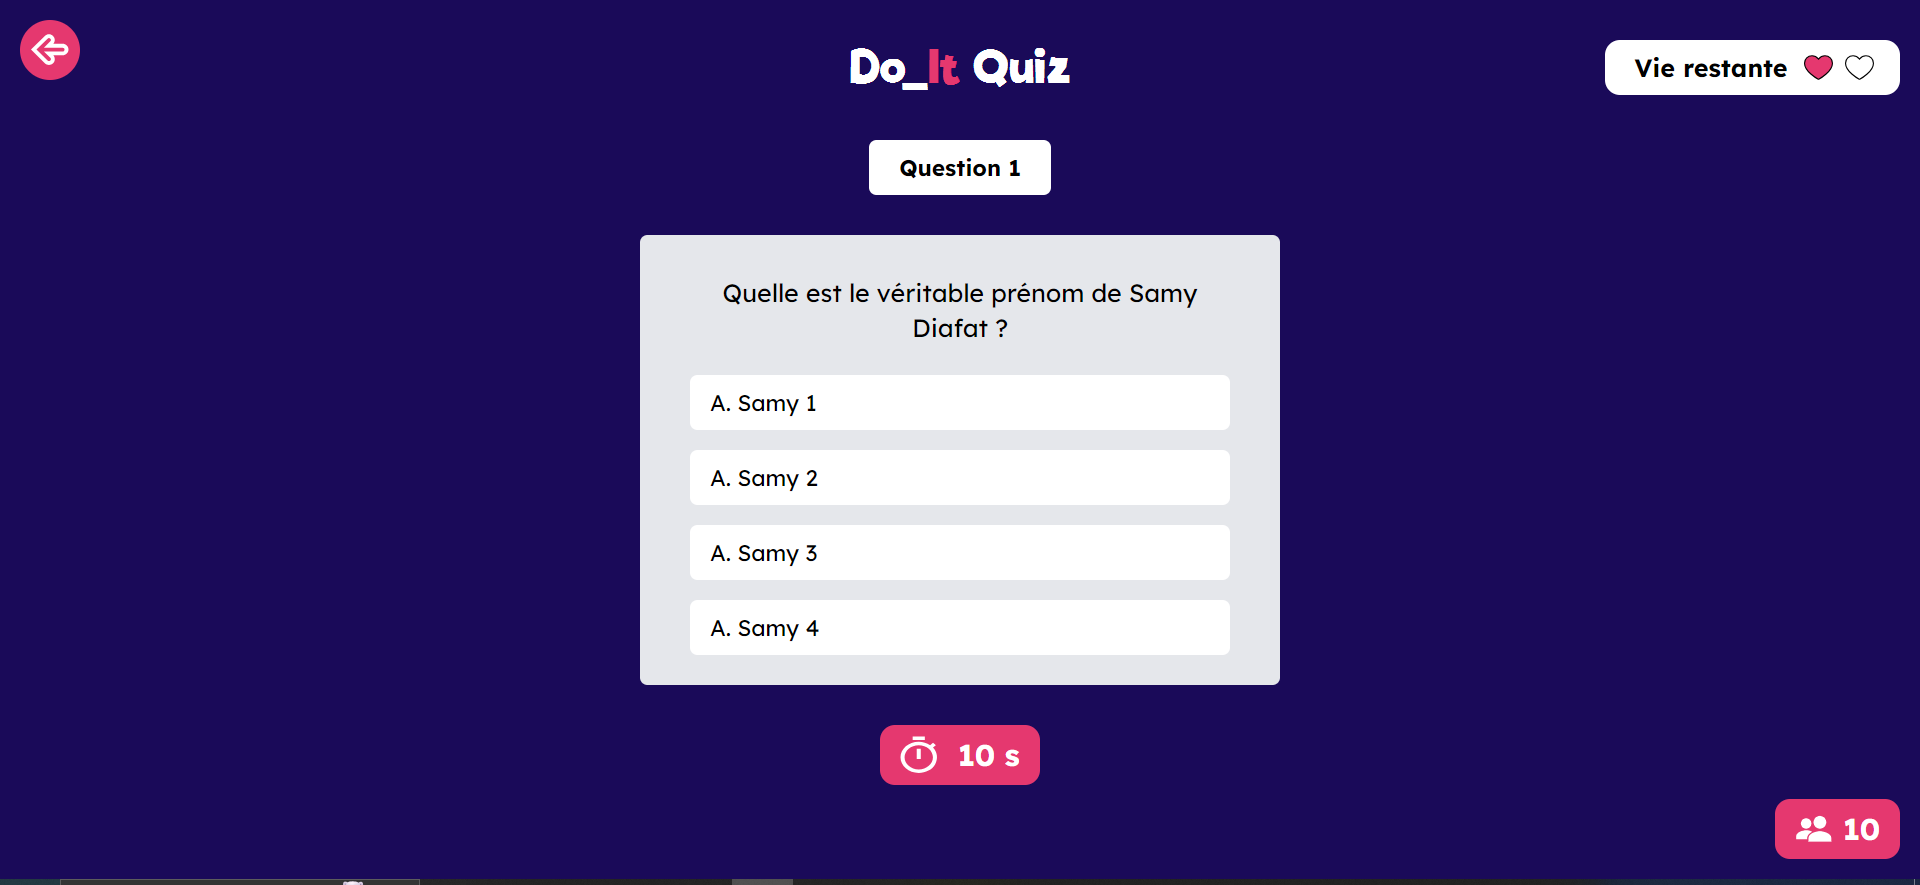 Do_It Quiz
Vie restante
Question 1
Quelle est le véritable prénom de Samy
Diafat ?
A. Samy 1
A. Samy 2
A. Samy 3
A. Samy 4
10 s
10